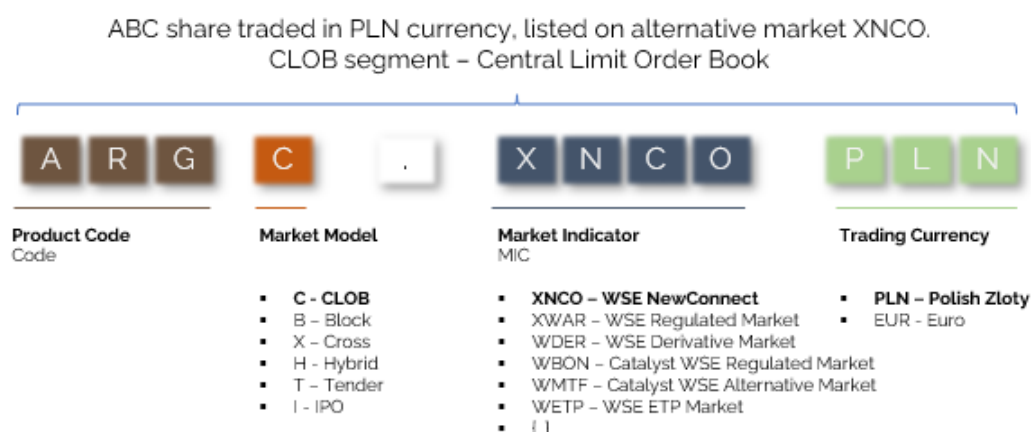 ABC share traded in PLN currency, listed on alternative market XNCO.
CLOB segment – Central Limit Order Book
A R G C . X N C O P L N
Product Code
Code
Market Model
▪ C - CLOB
▪ B – Block
▪ X – Cross
▪ H - Hybrid
▪ T – Tender
▪ I - IPO
Market Indicator
MIC
▪ XNCO – WSE NewConnect
▪ XWAR – WSE Regulated Market
▪ WDER – WSE Derivative Market
▪ WBON – Catalyst WSE Regulated Market
▪ WMTF – Catalyst WSE Alternative Market
▪ WETP – WSE ETP Market
Trading Currency
▪ PLN – Polish Zloty
▪ EUR - Euro